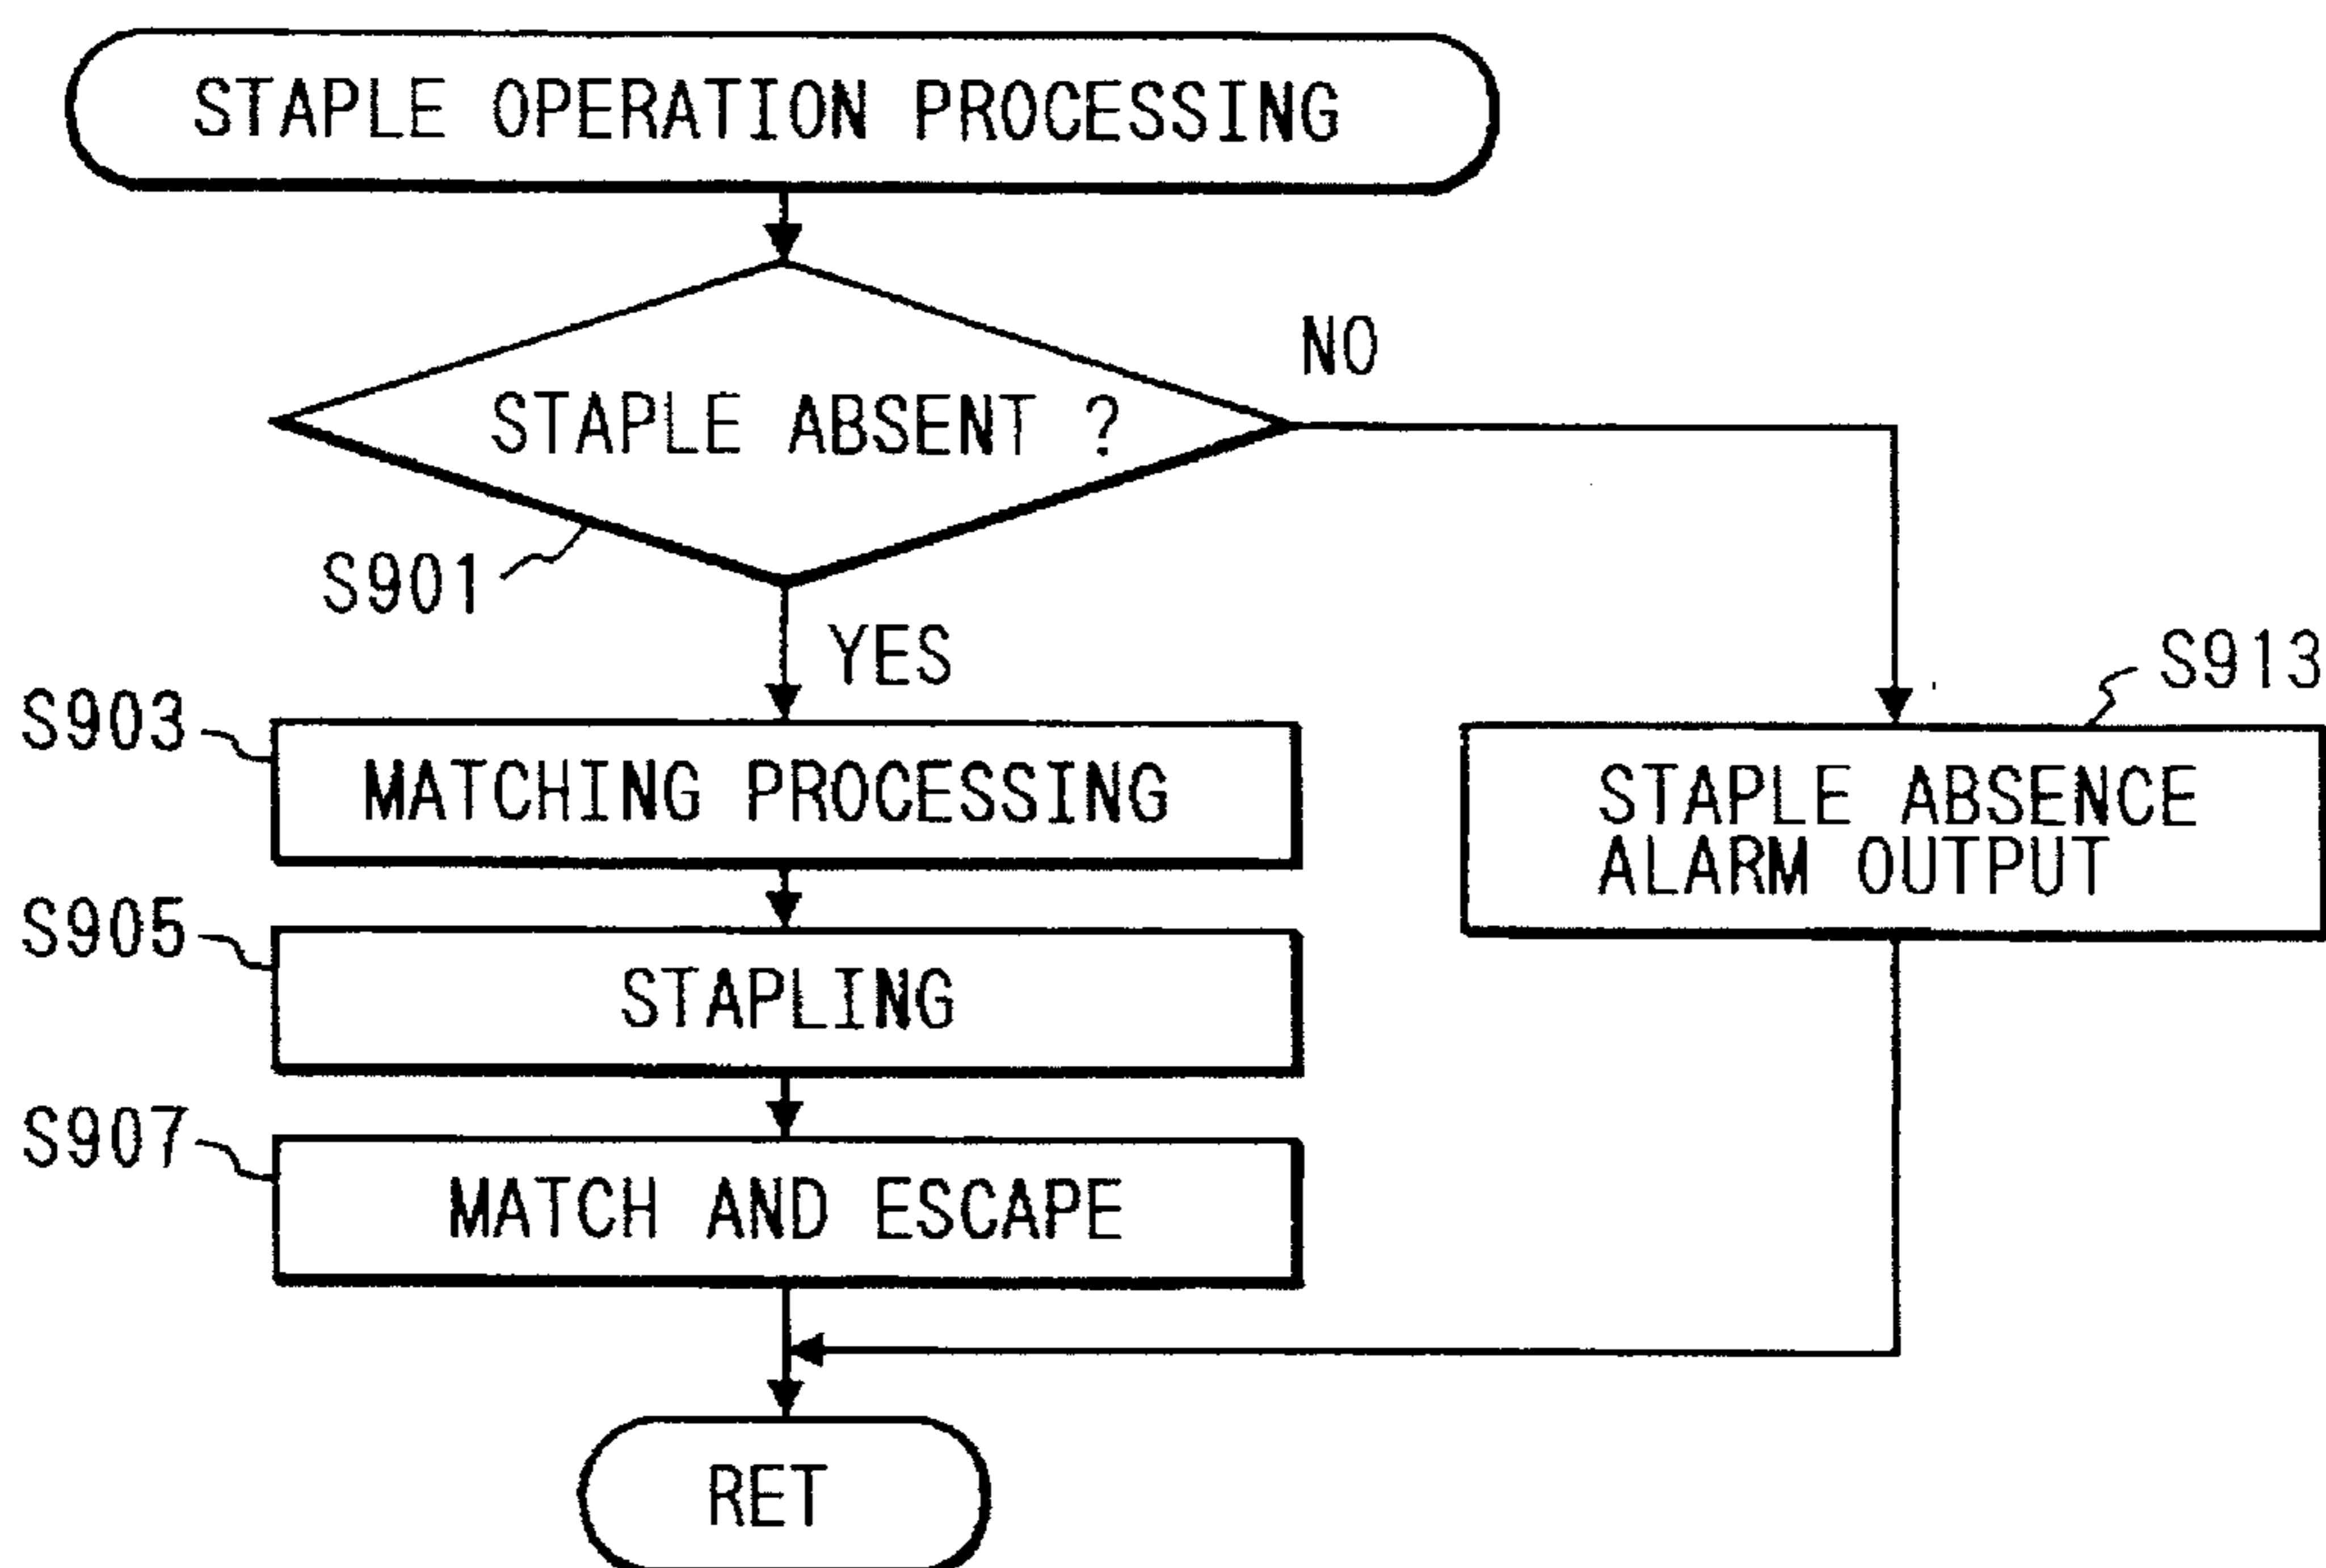 STAPLE OPERATION PROCESSING
NO
STAPLE ABSENT ?
S901
YES
S913
S903
MATCHING PROCESSING
STAPLE ABSENCE
ALARM OUTPUT
S905
STAPLING
S907
MATCH AND ESCAPE
RET